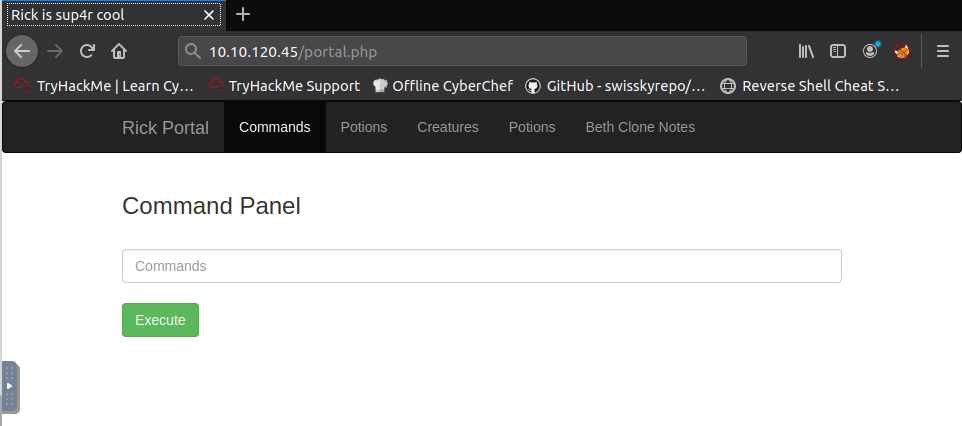 Rick is sup4r cool
10.10.120.45/portal.php
TryHackMe | Learn Cy… TryHackMe Support Offline CyberChef GitHub - swisskyrepo/… Reverse Shell Cheat S…
Rick Portal Commands Potions Creatures Potions Beth Clone Notes
Command Panel
Commands
Execute